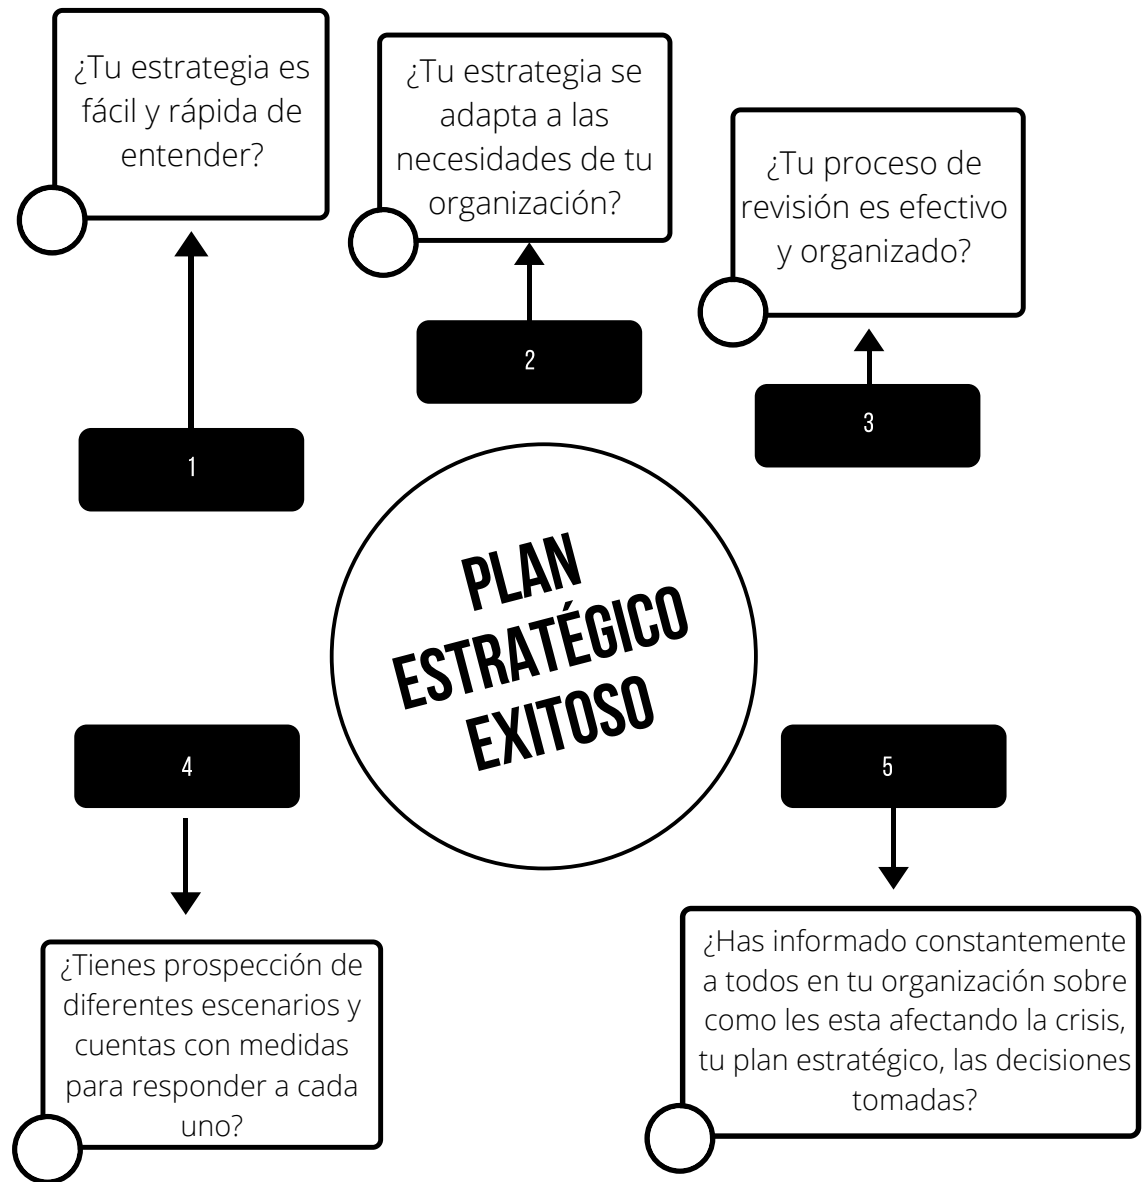 ¿Tu estrategia es
fácil y rápida de
entender?
¿Tu estrategia se
adapta a las
necesidades de tu
organización?
¿Tu proceso de
revisión es efectivo
y organizado?
1
2
3
PLAN
ESTRATÉGICO
EXITOSO
4
5
¿Tienes prospección de
diferentes escenarios y
cuentas con medidas
para responder a cada
uno?
¿Has informado constantemente
a todos en tu organización sobre
como les esta afectando la crisis,
tu plan estratégico, las decisiones
tomadas?